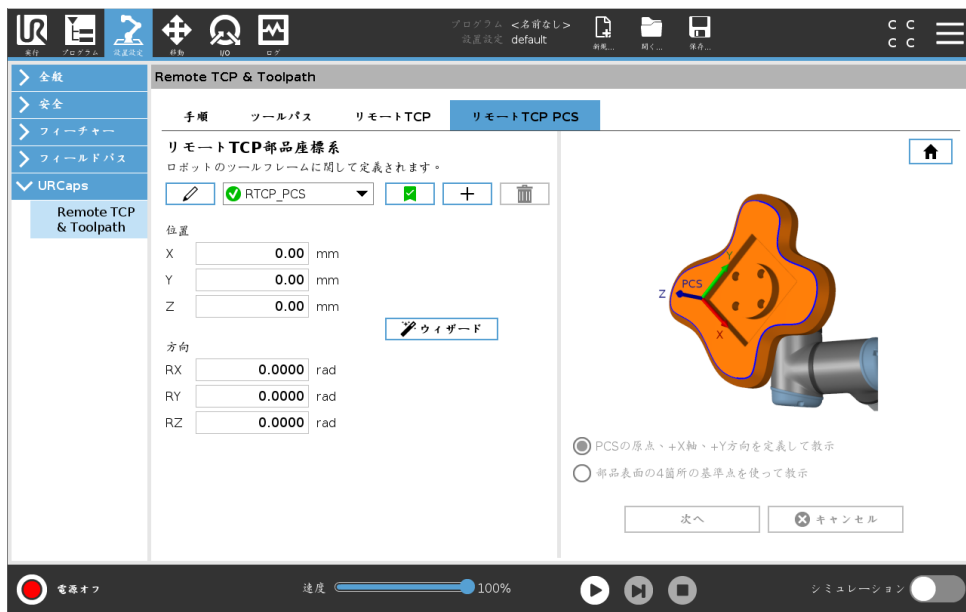 UR
プログラム <名前なし>
設置設定 default
C C
C C
実行 プログラム 設置設定 移動 I/O ログ 新規... 開く... 保存...
全般
安全
フィーチャー
フィールドバス
URCaps
Remote TCP
& Toolpath
Remote TCP & Toolpath
手順 ツールパス リモートTCP リモートTCP PCS
リモートTCP部品座標系
ロボットのツールフレームに関して定義されます。
RTCP_PCS
位置
X 0.00 mm
Y 0.00 mm
Z 0.00 mm
ウィザード
方向
RX 0.0000 rad
RY 0.0000 rad
RZ 0.0000 rad
Y
PCS
Z
X
PCSの原点、+X軸、+Y方向を定義して教示
部品表面の4箇所の基準点を使って教示
次へ キャンセル
電源オフ 速度 100% シミュレーション